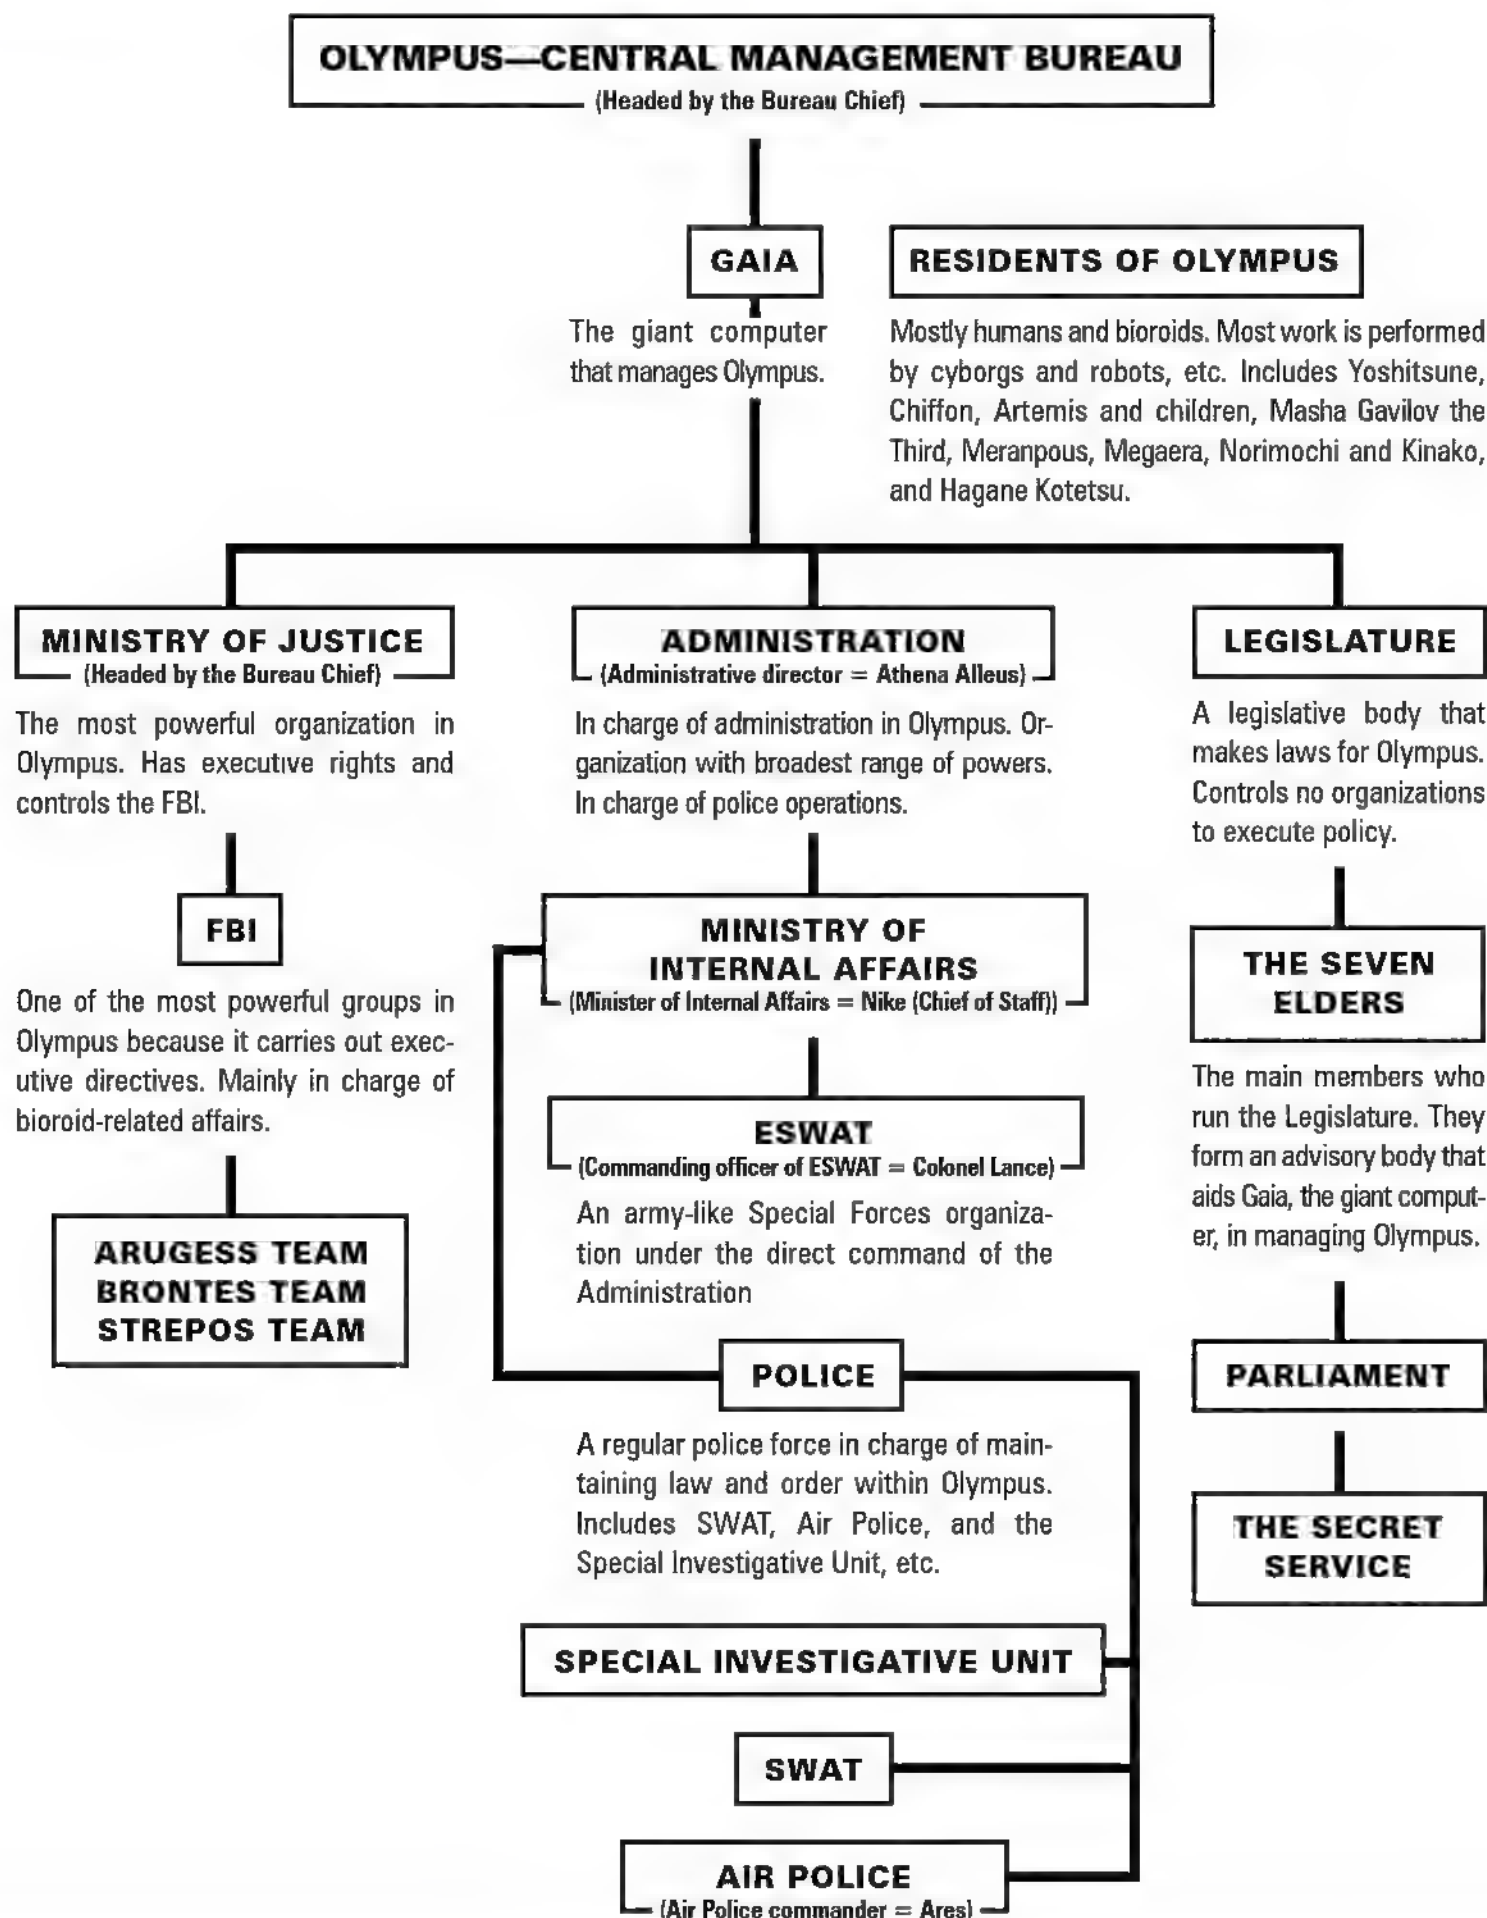 OLYMPUS—CENTRAL MANAGEMENT BUREAU
(Headed by the Bureau Chief)
GAIA
The giant computer
that manages Olympus.
RESIDENTS OF OLYMPUS
Mostly humans and bioroids. Most work is performed
by cyborgs and robots, etc. Includes Yoshitsune,
Chiffon, Artemis and children, Masha Gavilov the
Third, Meranpous, Megaera, Norimochi and Kinako,
and Hagane Kotetsu.
MINISTRY OF JUSTICE
(Headed by the Bureau Chief)
The most powerful organization in
Olympus. Has executive rights and
controls the FBI.
FBI
One of the most powerful groups in
Olympus because it carries out exec-
utive directives. Mainly in charge of
bioroid-related affairs.
ARUGESS TEAM
BRONTES TEAM
STREPOS TEAM
ADMINISTRATION
(Administrative director = Athena Alleus)
In charge of administration in Olympus. Or-
ganization with broadest range of powers.
In charge of police operations.
MINISTRY OF
INTERNAL AFFAIRS
(Minister of Internal Affairs = Nike (Chief of Staff))
ESWAT
(Commanding officer of ESWAT = Colonel Lance)
An army-like Special Forces organiza-
tion under the direct command of the
Administration
POLICE
A regular police force in charge of main-
taining law and order within Olympus.
Includes SWAT, Air Police, and the
Special Investigative Unit, etc.
SPECIAL INVESTIGATIVE UNIT
SWAT
AIR POLICE
(Air Police commander = Ares)
LEGISLATURE
A legislative body that
makes laws for Olympus.
Controls no organizations
to execute policy.
THE SEVEN
ELDERS
The main members who
run the Legislature. They
form an advisory body that
aids Gaia, the giant comput-
er, in managing Olympus.
PARLIAMENT
THE SECRET
SERVICE